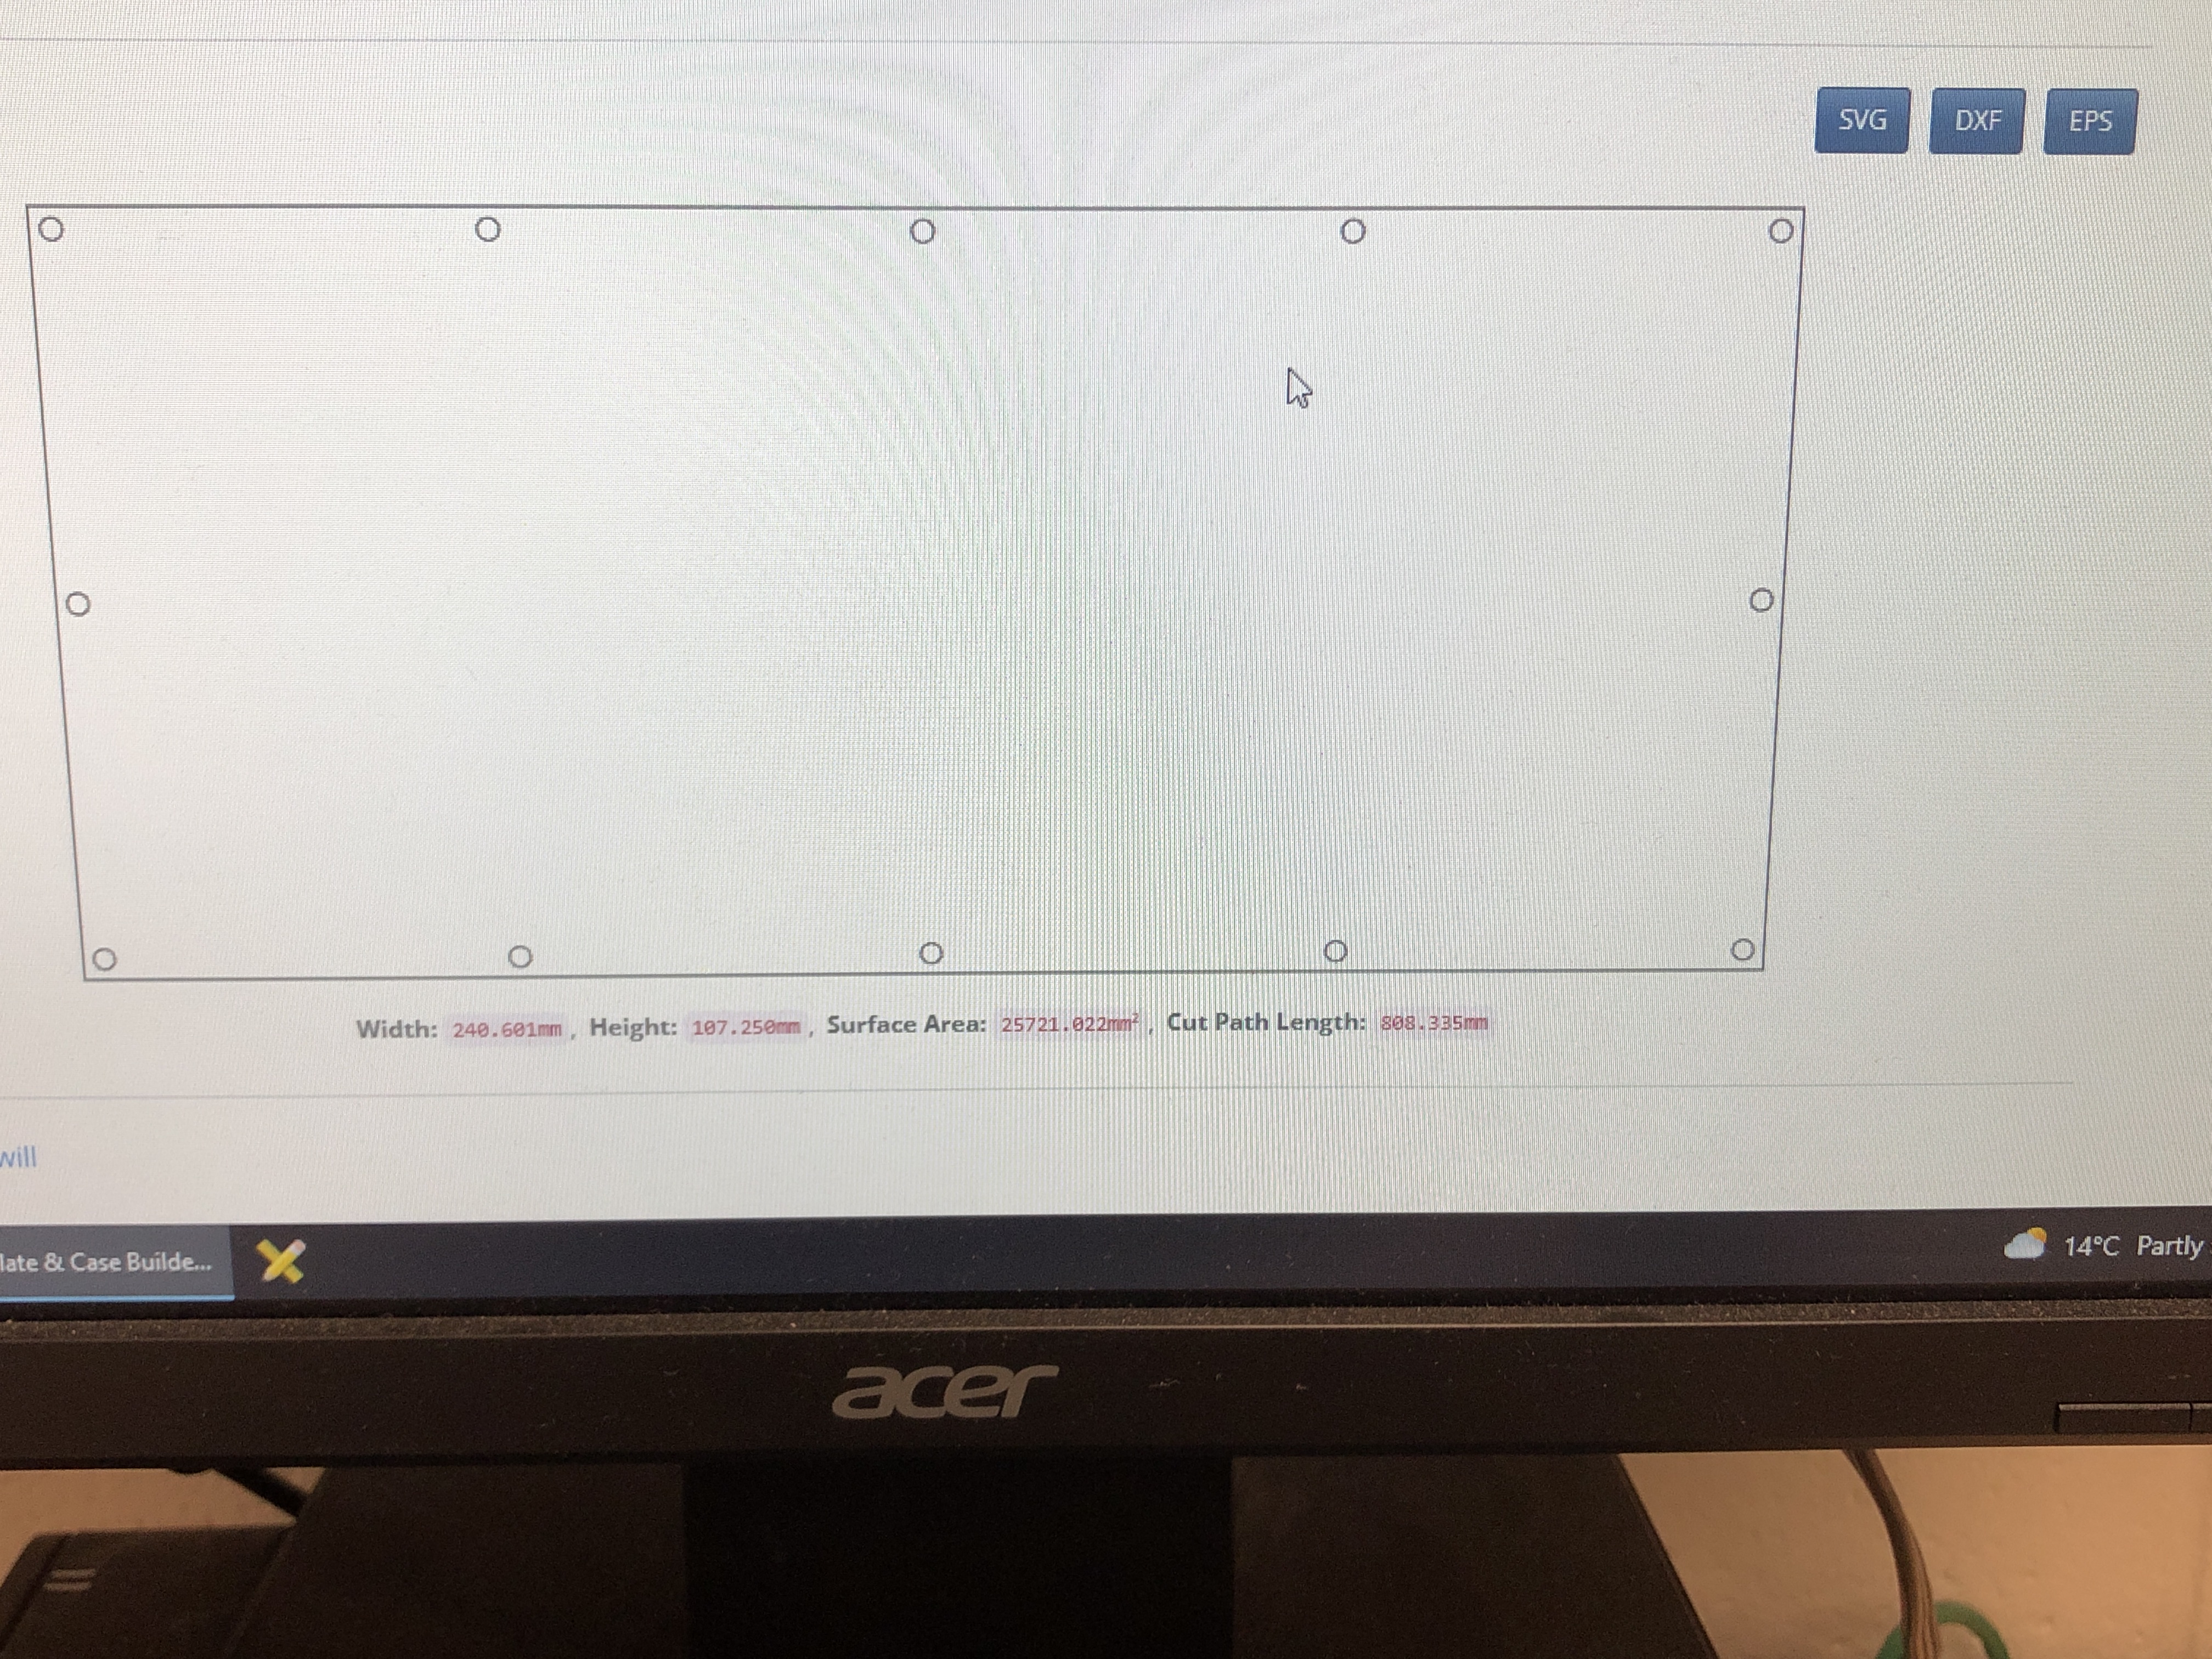 SVG DXF EPS
Width: 240.601mm, Height: 107.250mm, Surface Area: 25721.022mm², Cut Path Length: 808.335mm
will
late & Case Builde... 14°C Partly
acer